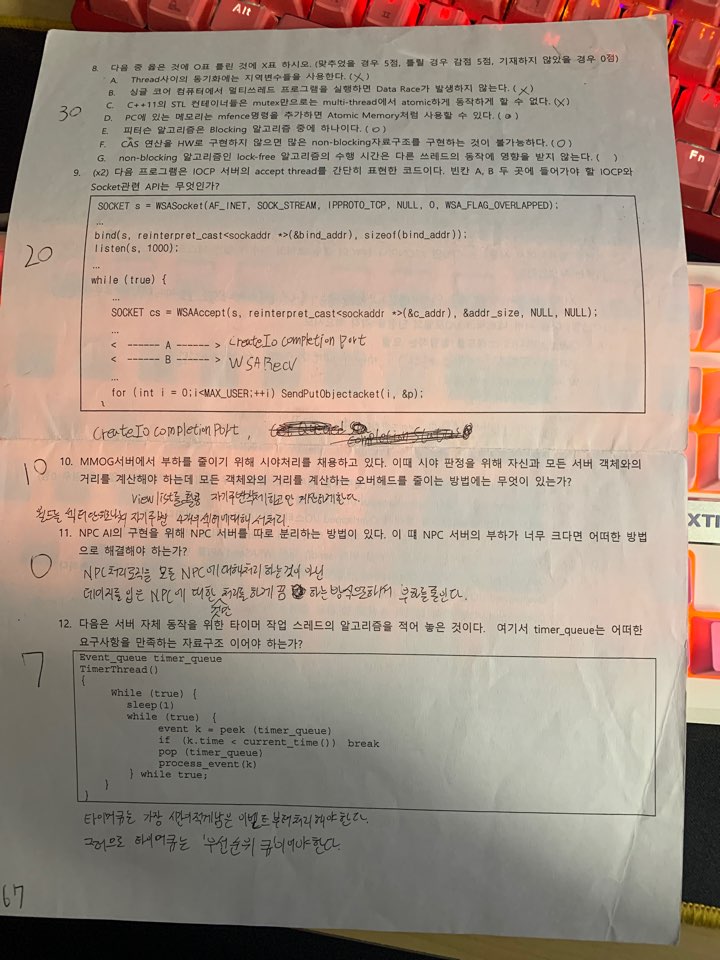 8. 다음 중 옳은 것에 O표 틀린 것에 X표 하시오. (맞추었을 경우 5점, 틀릴 경우 감점 5점, 기재하지 않았을 경우 0점)
A. Thread사이의 동기화에는 지역변수들을 사용한다. (X)
B. 싱글 코어 컴퓨터에서 멀티쓰레드 프로그램을 실행하면 Data Race가 발생하지 않는다. (X)
30
C. C++11의 STL 컨테이너들은 mutex만으로는 multi-thread에서 atomic하게 동작하게 할 수 없다. (X)
D. PC에 있는 메모리는 mfence명령을 추가하면 Atomic Memory처럼 사용할 수 있다. (O)
E. 피터슨 알고리즘은 Blocking 알고리즘 중에 하나이다. (O)
F. CAS 연산을 HW로 구현하지 않으면 많은 non-blocking자료구조를 구현하는 것이 불가능하다. (O)
G. non-blocking 알고리즘인 lock-free 알고리즘의 수행 시간은 다른 쓰레드의 동작에 영향을 받지 않는다. ( )
9. (x2) 다음 프로그램은 IOCP 서버의 accept thread를 간단히 표현한 코드이다. 빈칸 A, B 두 곳에 들어가야 할 IOCP와
Socket관련 API는 무엇인가?
SOCKET s = WSASocket(AF_INET, SOCK_STREAM, IPPROTO_TCP, NULL, 0, WSA_FLAG_OVERLAPPED);
...
bind(s, reinterpret_cast<sockaddr *>(&bind_addr), sizeof(bind_addr));
20
listen(s, 1000);
...
while (true) {
...
SOCKET cs = WSAAccept(s, reinterpret_cast<sockaddr *>(&c_addr), &addr_size, NULL, NULL);
...
< ------ A ------ > CreateIo completion port
< ------ B ------ > WSARecv
...
for (int i = 0;i<MAX_USER;++i) SendPutObjectacket(i, &p);
}
CreateIo completion Port ,
10
10. MMOG서버에서 부하를 줄이기 위해 시야처리를 채용하고 있다. 이때 시야 판정을 위해 자신과 모든 서버 객체와의
거리를 계산해야 하는데 모든 객체와의 거리를 계산하는 오버헤드를 줄이는 방법에는 무엇이 있는가?
View list를 활용 자기주변객체하고만 계산하게한다.
자기주변 4개
11. NPC AI의 구현을 위해 NPC 서버를 따로 분리하는 방법이 있다. 이 때 NPC 서버의 부하가 너무 크다면 어떠한 방법
으로 해결해야 하는가?
0
NPC처리로직을 모든 NPC에 대해처리 하는것이 아닌
데미지를 입은 NPC에 대한 처리를 하게 끔 하는 방식 부하를 줄인다.
것만
12. 다음은 서버 자체 동작을 위한 타이머 작업 스레드의 알고리즘을 적어 놓은 것이다. 여기서 timer_queue는 어떠한
요구사항을 만족하는 자료구조 이어야 하는가?
7
Event_queue timer_queue
TimerThread()
{
While (true) {
sleep(1)
while (true) {
event k = peek (timer_queue)
if (k.time < current_time()) break
pop (timer_queue)
process_event(k)
} while true;
}
}
타이머큐는 가장 시간이적게남은 이벤트 부터처리해야한다.
그러므로 타이머큐는 '우선순위 큐'이어야한다.
67
XTI
Alt
Fn